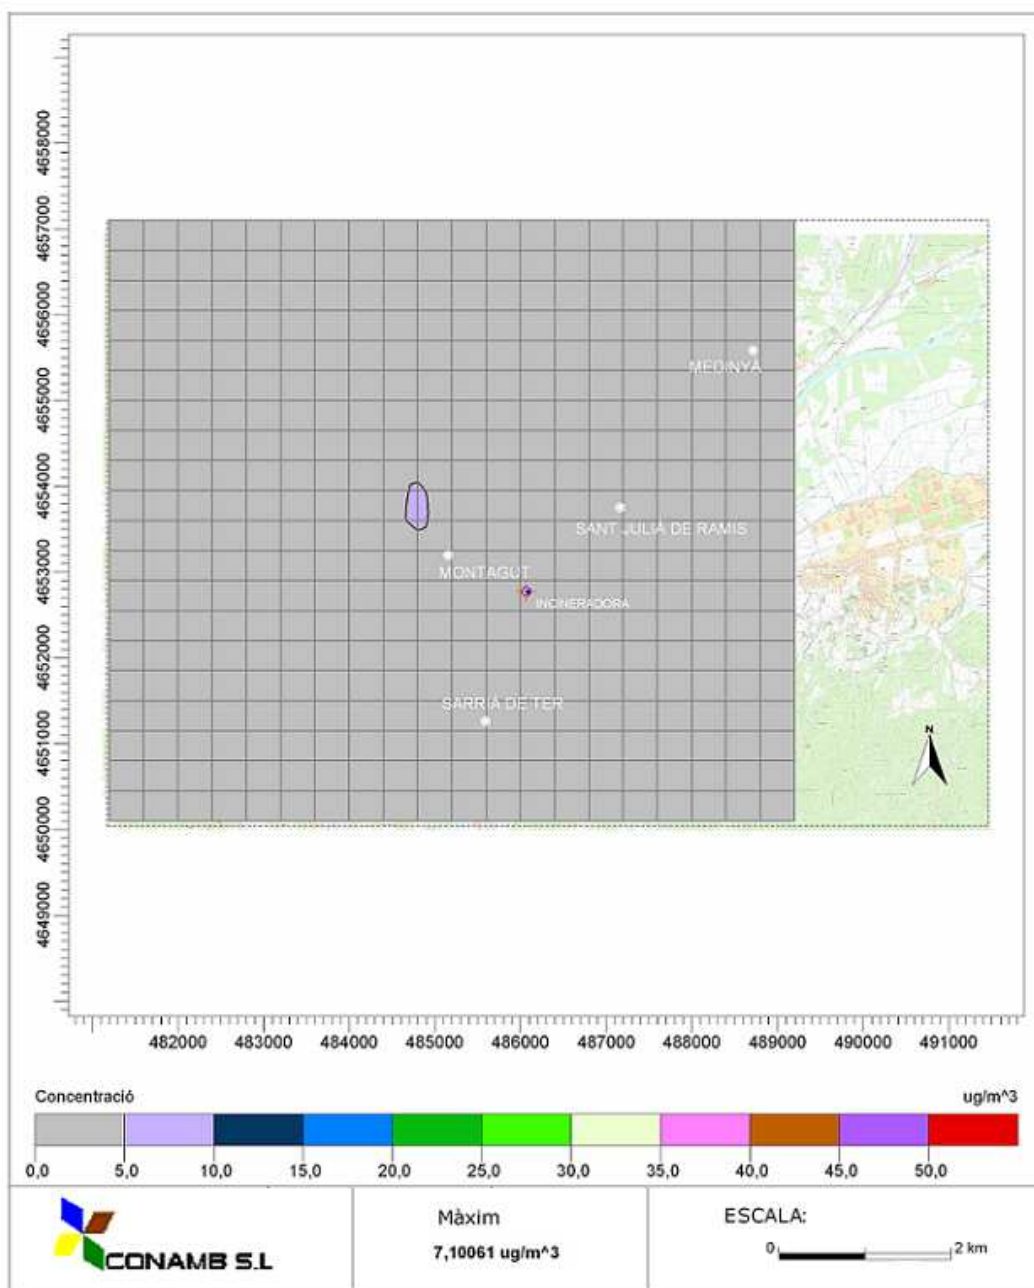 4658000
4657000
4656000
4655000
4654000
4653000
4652000
4651000
4650000
4649000
MEDINYÀ
SANT JULIÀ DE RAMIS
MONTAGUT
INCINERADORA
SARRIÀ DE TER
N
482000 483000 484000 485000 486000 487000 488000 489000 490000 491000
Concentració ug/m^3
0,0 5,0 10,0 15,0 20,0 25,0 30,0 35,0 40,0 45,0 50,0
CONAMB S.L
Màxim
7,10061 ug/m^3
ESCALA:
0 2 km